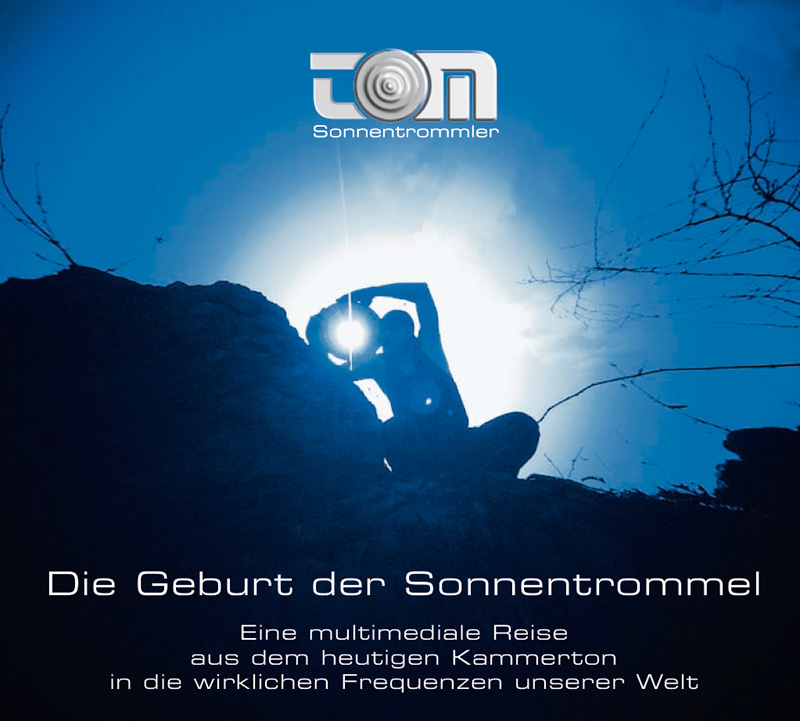 TOM
Sonnentrommler
Die Geburt der Sonnentrommel
Eine multimediale Reise
aus dem heutigen Kammerton
in die wirklichen Frequenzen unserer Welt